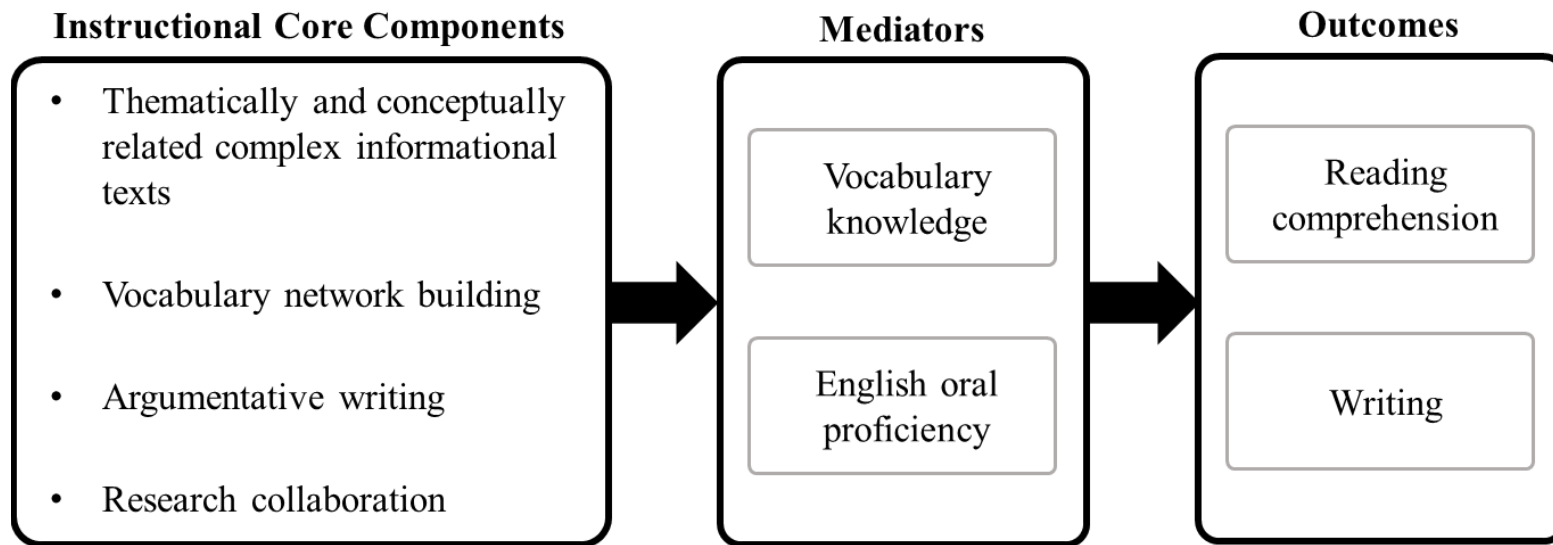 Instructional Core Components
• Thematically and conceptually
related complex informational
texts
• Vocabulary network building
• Argumentative writing
• Research collaboration
Mediators
Vocabulary
knowledge
English oral
proficiency
Outcomes
Reading
comprehension
Writing